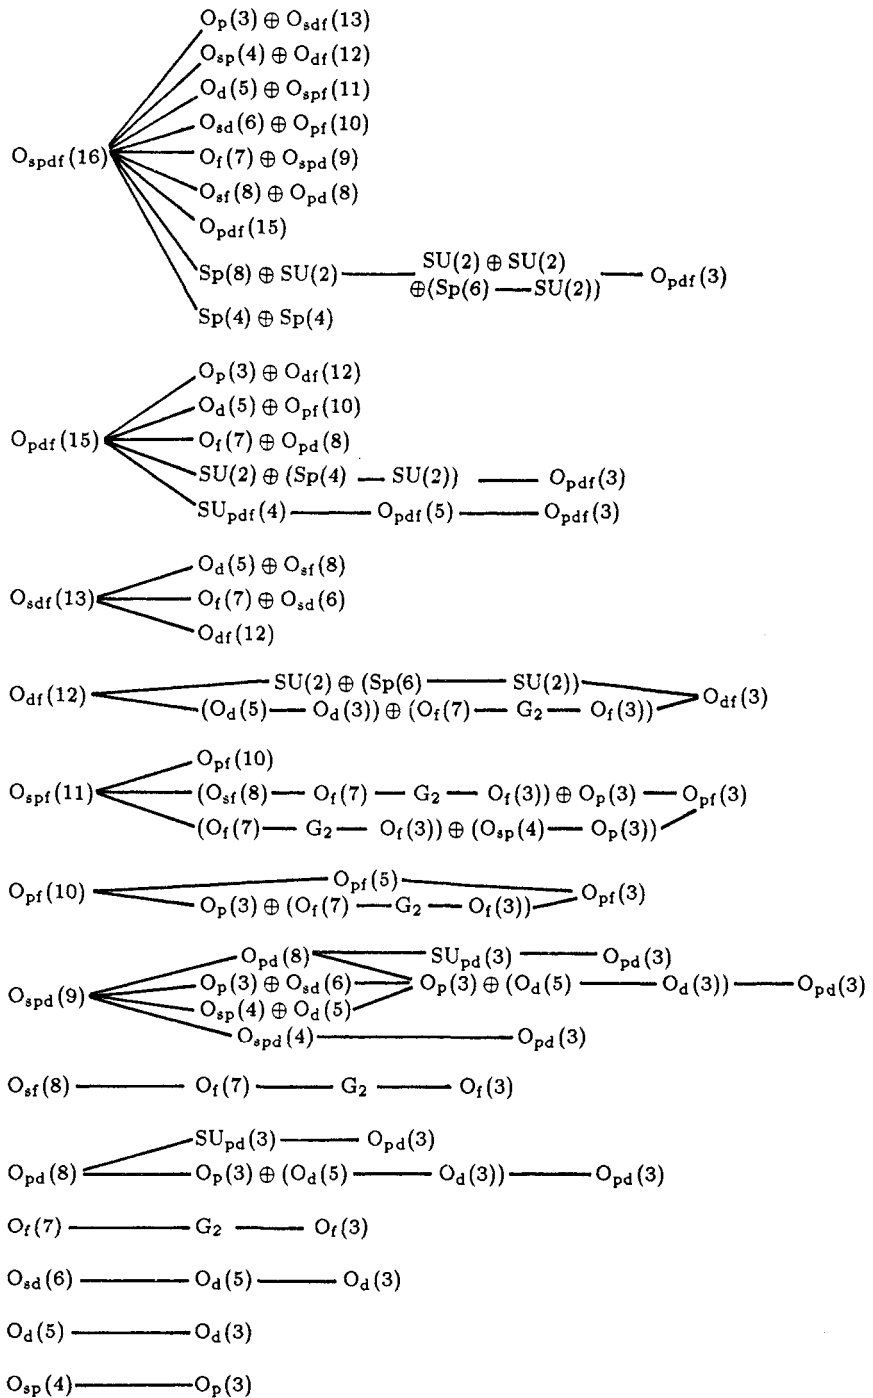 O_p(3) ⊕ O_sdf(13)
O_sp(4) ⊕ O_df(12)
O_d(5) ⊕ O_spf(11)
O_sd(6) ⊕ O_pf(10)
O_spdf(16) O_f(7) ⊕ O_spd(9)
O_sf(8) ⊕ O_pd(8)
O_pdf(15)
Sp(8) ⊕ SU(2) SU(2) ⊕ SU(2) ⊕(Sp(6) — SU(2)) O_pdf(3)
Sp(4) ⊕ Sp(4)
O_p(3) ⊕ O_df(12)
O_d(5) ⊕ O_pf(10)
O_pdf(15) O_f(7) ⊕ O_pd(8)
SU(2) ⊕ (Sp(4) — SU(2)) — O_pdf(3)
SU_pdf(4) — O_pdf(5) — O_pdf(3)
O_d(5) ⊕ O_sf(8)
O_sdf(13) O_f(7) ⊕ O_sd(6)
O_df(12)
SU(2) ⊕ (Sp(6) — SU(2))
O_df(12) O_df(3)
(O_d(5) — O_d(3)) ⊕ (O_f(7) — G_2 — O_f(3))
O_pf(10)
O_spf(11) (O_sf(8) — O_f(7) — G_2 — O_f(3)) ⊕ O_p(3) — O_pf(3)
(O_f(7) — G_2 — O_f(3)) ⊕ (O_sp(4) — O_p(3))
O_pf(5)
O_pf(10) O_pf(3)
O_p(3) ⊕ (O_f(7) — G_2 — O_f(3))
O_pd(8) SU_pd(3) — O_pd(3)
O_spd(9) O_p(3) ⊕ O_sd(6) O_p(3) ⊕ (O_d(5) — O_d(3)) — O_pd(3)
O_sp(4) ⊕ O_d(5)
O_spd(4) — O_pd(3)
O_sf(8) — O_f(7) — G_2 — O_f(3)
SU_pd(3) — O_pd(3)
O_pd(8) O_p(3) ⊕ (O_d(5) — O_d(3)) — O_pd(3)
O_f(7) — G_2 — O_f(3)
O_sd(6) — O_d(5) — O_d(3)
O_d(5) — O_d(3)
O_sp(4) — O_p(3)